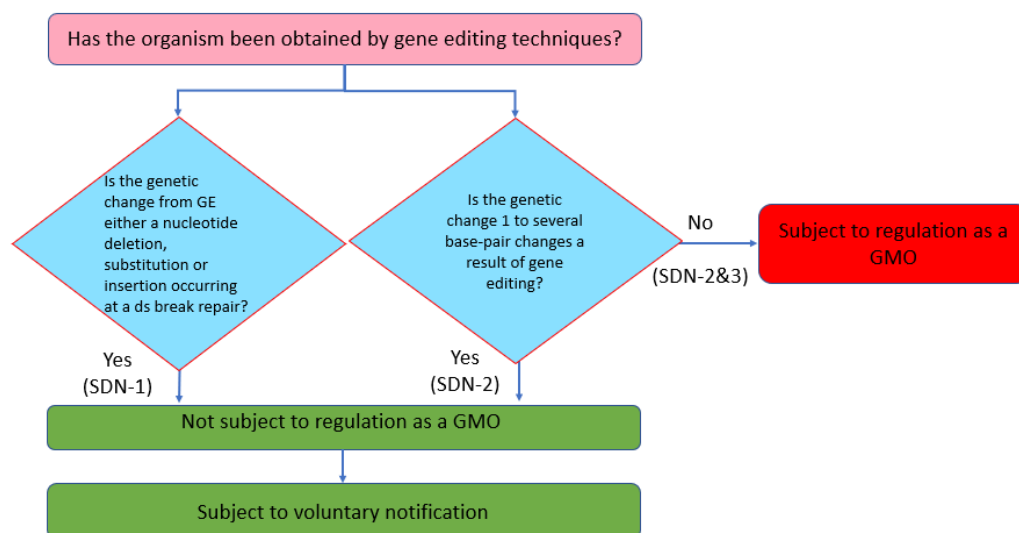 Has the organism been obtained by gene editing techniques?
Is the genetic
change from GE
either a nucleotide
deletion,
substitution or
insertion occurring
at a ds break repair?
Is the genetic
change 1 to several
base-pair changes a
result of gene
editing?
No
(SDN-2&3)
Subject to regulation as a
GMO
Yes
(SDN-1)
Yes
(SDN-2)
Not subject to regulation as a GMO
Subject to voluntary notification